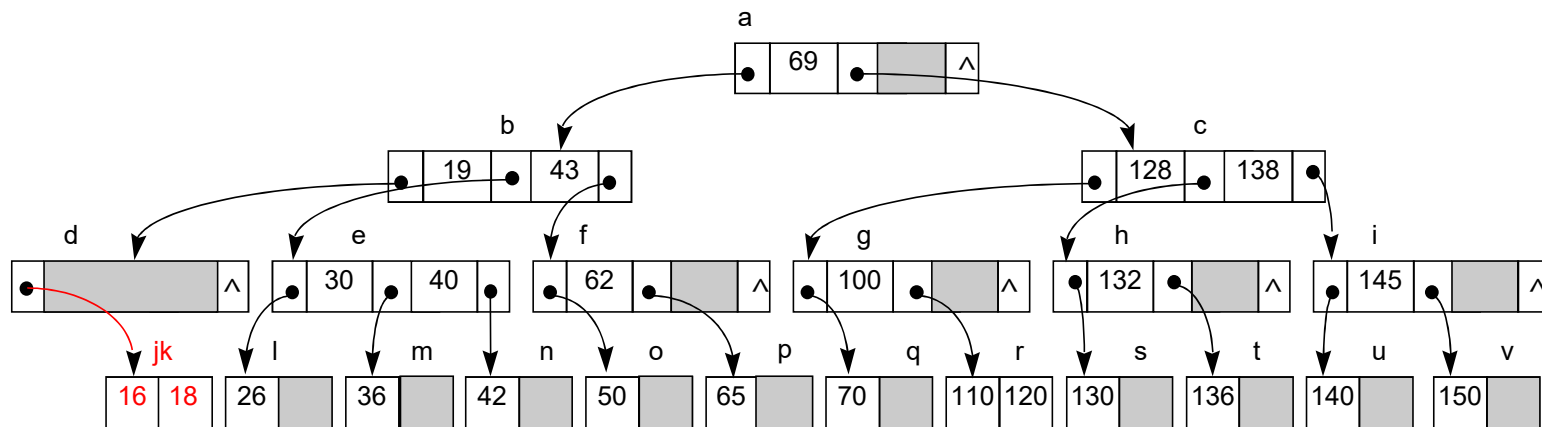 a
69 ^
b c
19 43 128 138
d e f g h i
^ 30 40 62 ^ 100 ^ 132 ^ 145 ^
jk l m n o p q r s t u v
16 18 26 36 42 50 65 70 110 120 130 136 140 150